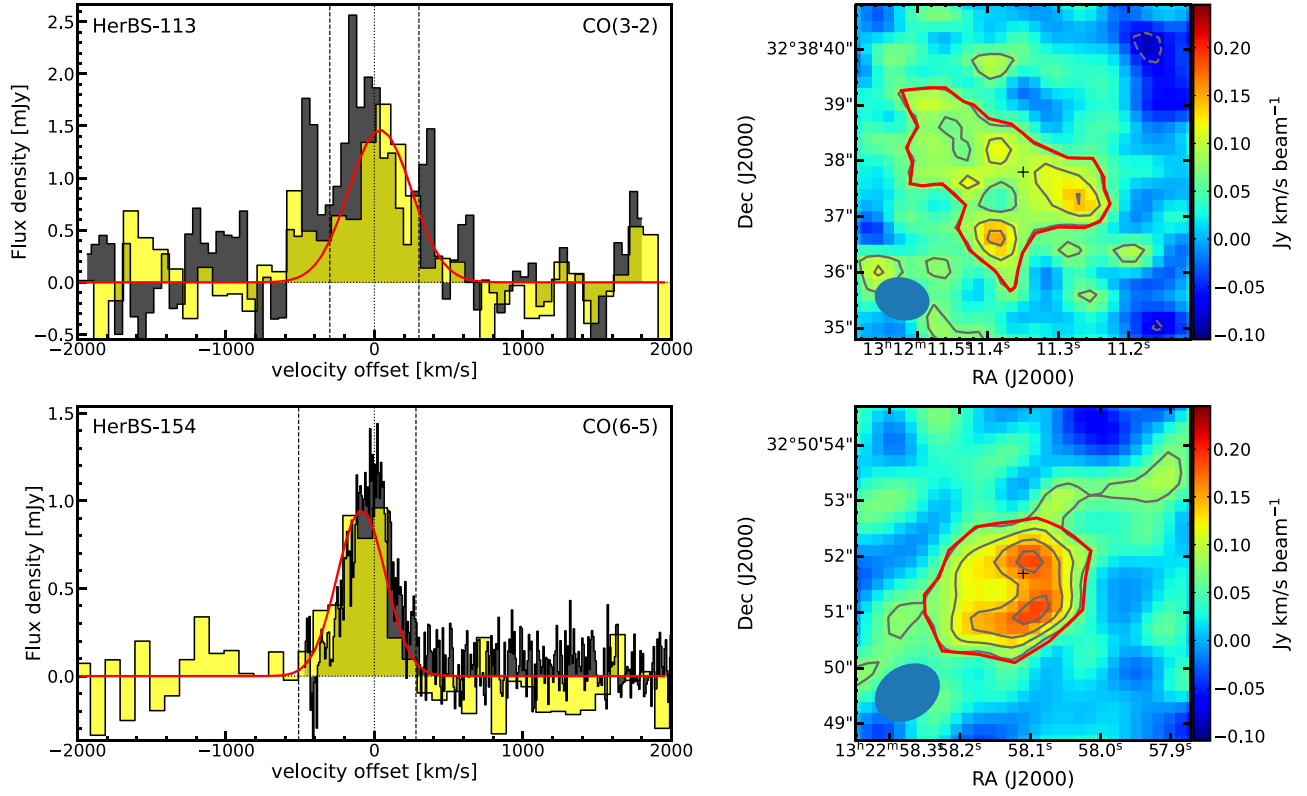 HerBS-113
CO(3-2)
2.5
2.0
1.5
1.0
0.5
0.0
−0.5
−2000
−1000
0
1000
2000
velocity offset [km/s]
Flux density [mJy]
32°38'40"
39"
38"
37"
36"
35"
Dec (J2000)
13ʰ12ᵐ11.5ˢ
11.4ˢ
11.3ˢ
11.2ˢ
RA (J2000)
0.20
0.15
0.10
0.05
0.00
−0.05
−0.10
Jy km/s beam⁻¹
HerBS-154
CO(6-5)
1.5
1.0
0.5
0.0
−2000
−1000
0
1000
2000
velocity offset [km/s]
Flux density [mJy]
32°50'54"
53"
52"
51"
50"
49"
Dec (J2000)
13ʰ22ᵐ58.3ˢ
58.2ˢ
58.1ˢ
58.0ˢ
57.9ˢ
RA (J2000)
0.20
0.15
0.10
0.05
0.00
−0.05
−0.10
Jy km/s beam⁻¹